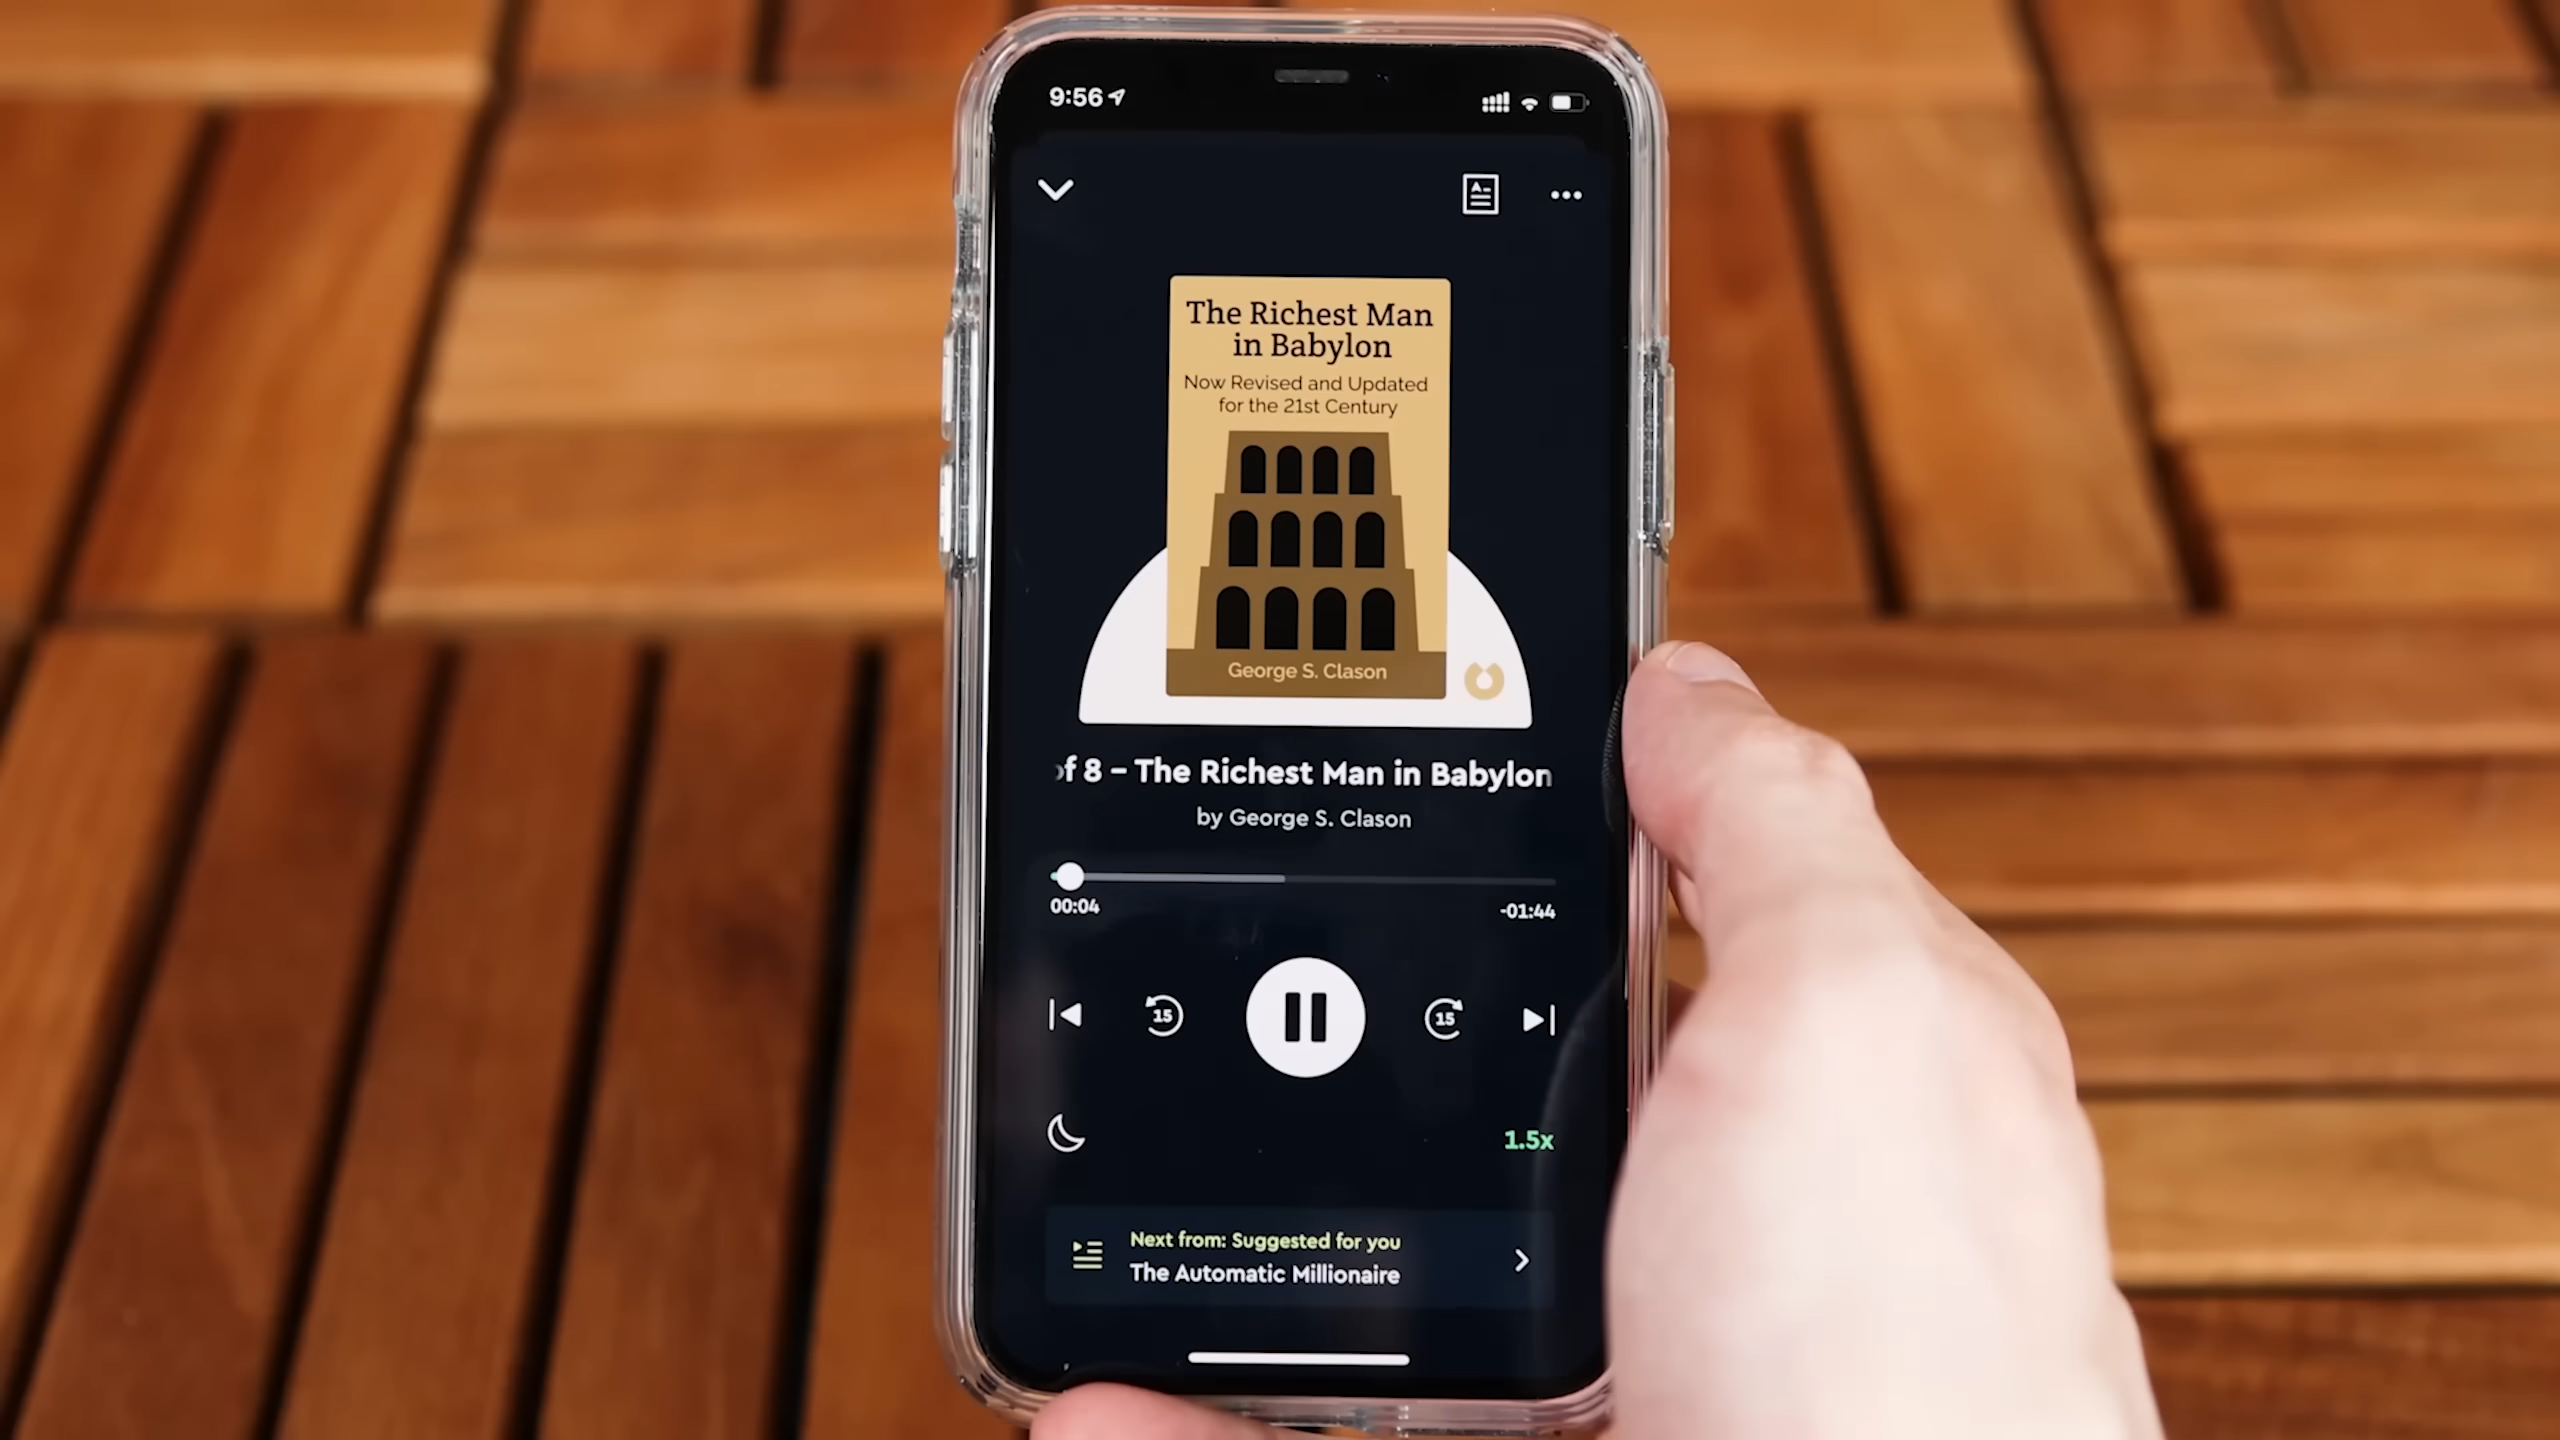 9:56
The Richest Man
in Babylon
Now Revised and Updated
for the 21st Century
George S. Clason
of 8 – The Richest Man in Babylon
by George S. Clason
00:04
-01:44
15
15
1.5x
Next from: Suggested for you
The Automatic Millionaire